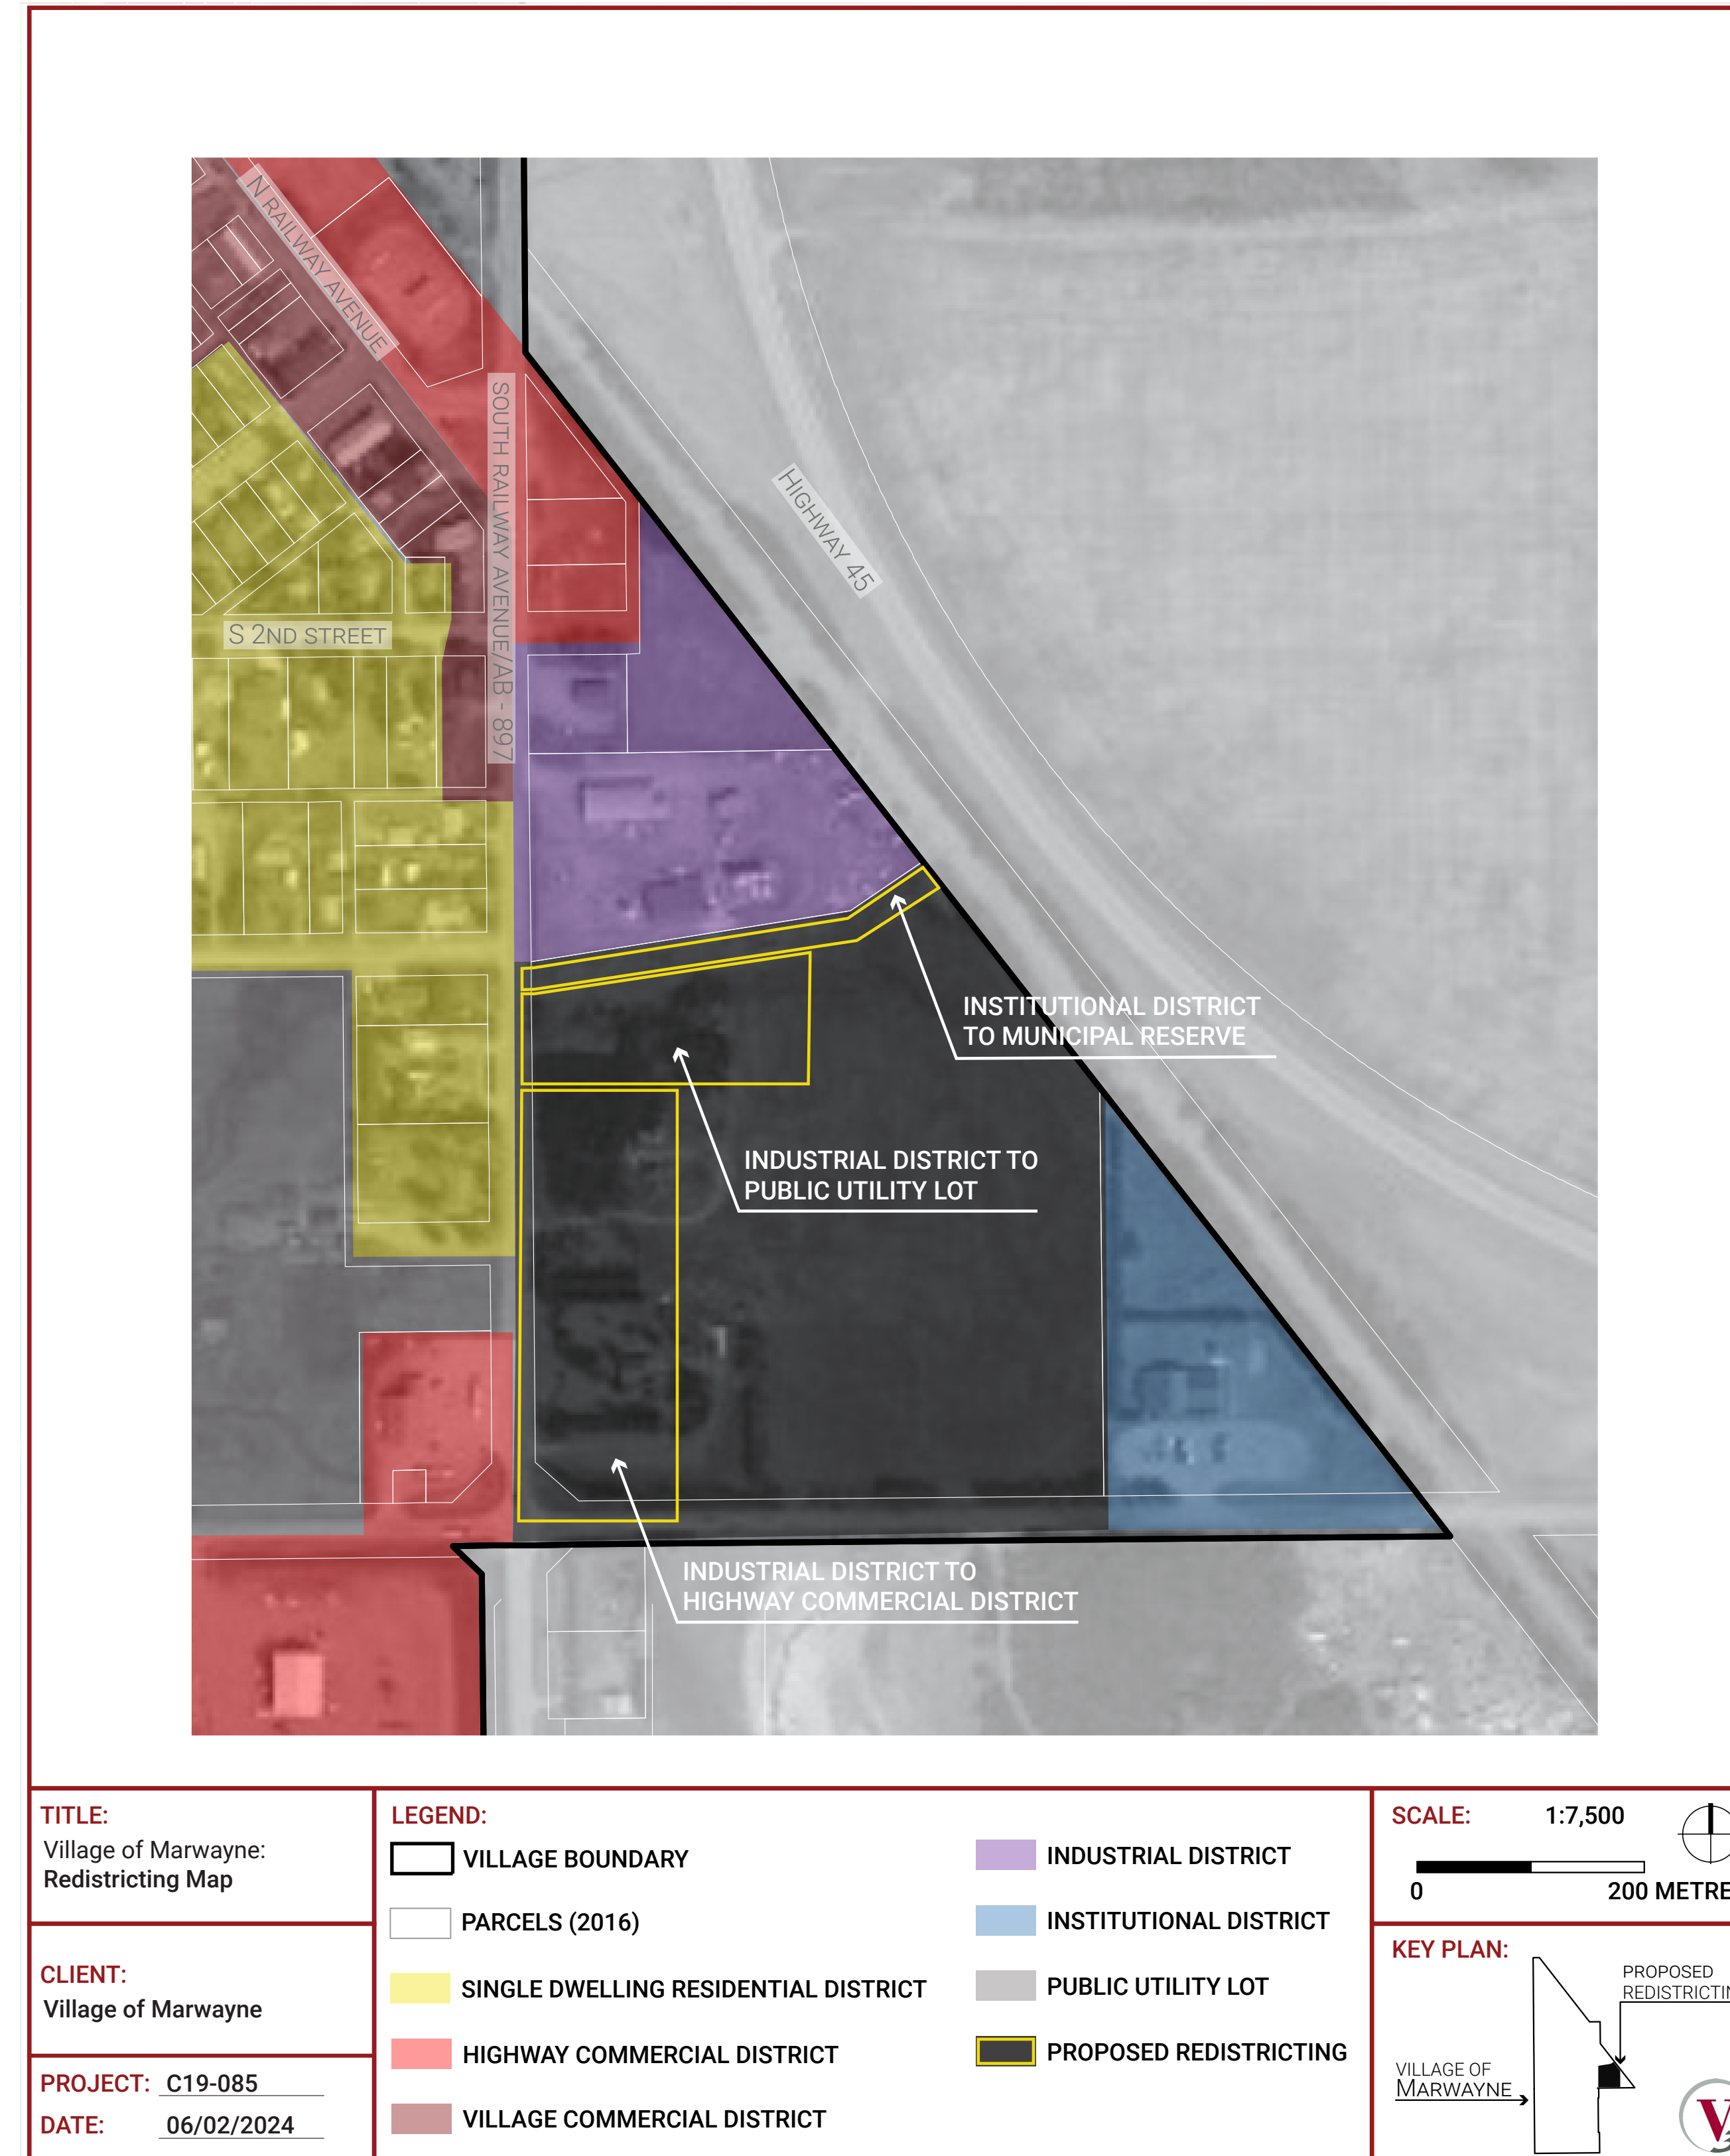 N RAILWAY AVENUE
SOUTH RAILWAY AVENUE/AB - 897
HIGHWAY 45
S 2ND STREET
INSTITUTIONAL DISTRICT
TO MUNICIPAL RESERVE
INDUSTRIAL DISTRICT TO
PUBLIC UTILITY LOT
INDUSTRIAL DISTRICT TO
HIGHWAY COMMERCIAL DISTRICT
TITLE:
Village of Marwayne:
Redistricting Map
CLIENT:
Village of Marwayne
PROJECT: C19-085
DATE: 06/02/2024
LEGEND:
VILLAGE BOUNDARY
PARCELS (2016)
SINGLE DWELLING RESIDENTIAL DISTRICT
HIGHWAY COMMERCIAL DISTRICT
VILLAGE COMMERCIAL DISTRICT
INDUSTRIAL DISTRICT
INSTITUTIONAL DISTRICT
PUBLIC UTILITY LOT
PROPOSED REDISTRICTING
SCALE: 1:7,500
0 200 METRE
KEY PLAN:
PROPOSED
REDISTRICTIN
VILLAGE OF
MARWAYNE
V